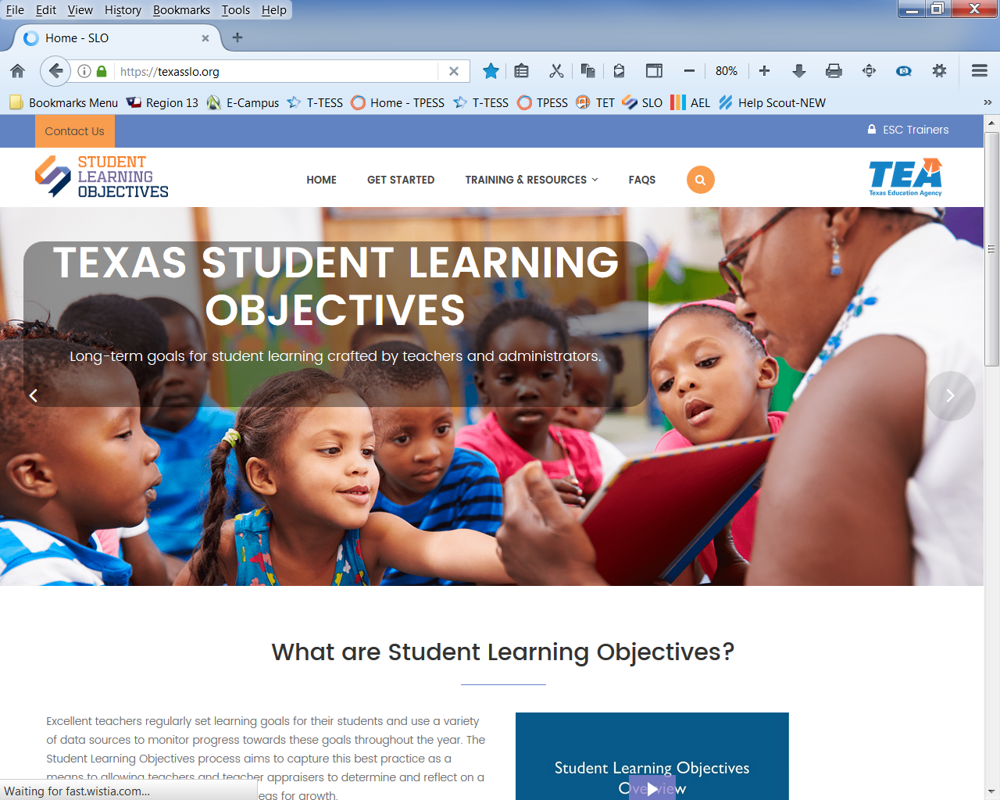 File Edit View History Bookmarks Tools Help
Home - SLO
https://texasslo.org
80%
Bookmarks Menu Region 13 E-Campus T-TESS Home - TPESS T-TESS TPESS TET SLO AEL Help Scout-NEW
Contact Us
ESC Trainers
STUDENT
LEARNING
OBJECTIVES
HOME GET STARTED TRAINING & RESOURCES FAQS
TEA
Texas Education Agency
TEXAS STUDENT LEARNING
OBJECTIVES
Long-term goals for student learning crafted by teachers and administrators.
What are Student Learning Objectives?
Excellent teachers regularly set learning goals for their students and use a variety
of data sources to monitor progress towards these goals throughout the year. The
Student Learning Objectives process aims to capture this best practice as a
means to allowing teachers and teacher appraisers to determine and reflect on a
for growth.
Student Learning Objectives
Overview
Waiting for fast.wistia.com...